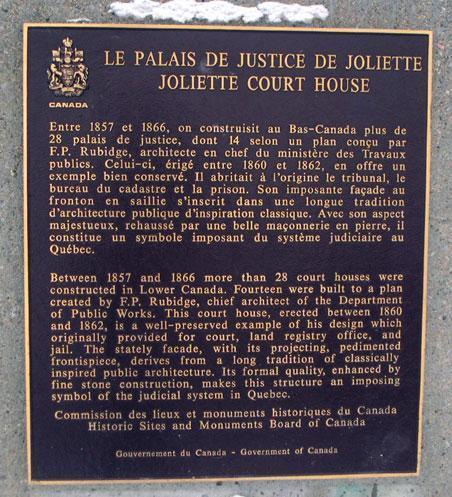 LE PALAIS DE JUSTICE DE JOLIETTE
JOLIETTE COURT HOUSE
CANADA
Entre 1857 et 1866, on construisit au Bas-Canada plus de
28 palais de justice, dont 14 selon un plan conçu par
F.P. Rubidge, architecte en chef du ministère des Travaux
publics. Celui-ci, érigé entre 1860 et 1862, en offre un
exemple bien conservé. Il abritait à l'origine le tribunal, le
bureau du cadastre et la prison. Son imposante façade au
fronton en saillie s'inscrit dans une longue tradition
d'architecture publique d'inspiration classique. Avec son aspect
majestueux, rehaussé par une belle maçonnerie en pierre, il
constitue un symbole imposant du système judiciaire au
Québec.
Between 1857 and 1866 more than 28 court houses were
constructed in Lower Canada. Fourteen were built to a plan
created by F.P. Rubidge, chief architect of the Department
of Public Works. This court house, erected between 1860
and 1862, is a well-preserved example of his design which
originally provided for court, land registry office, and
jail. The stately facade, with its projecting, pedimented
frontispiece, derives from a long tradition of classically
inspired public architecture. Its formal quality, enhanced by
fine stone construction, makes this structure an imposing
symbol of the judicial system in Quebec.
Commission des lieux et monuments historiques du Canada
Historic Sites and Monuments Board of Canada
Gouvernement du Canada - Government of Canada